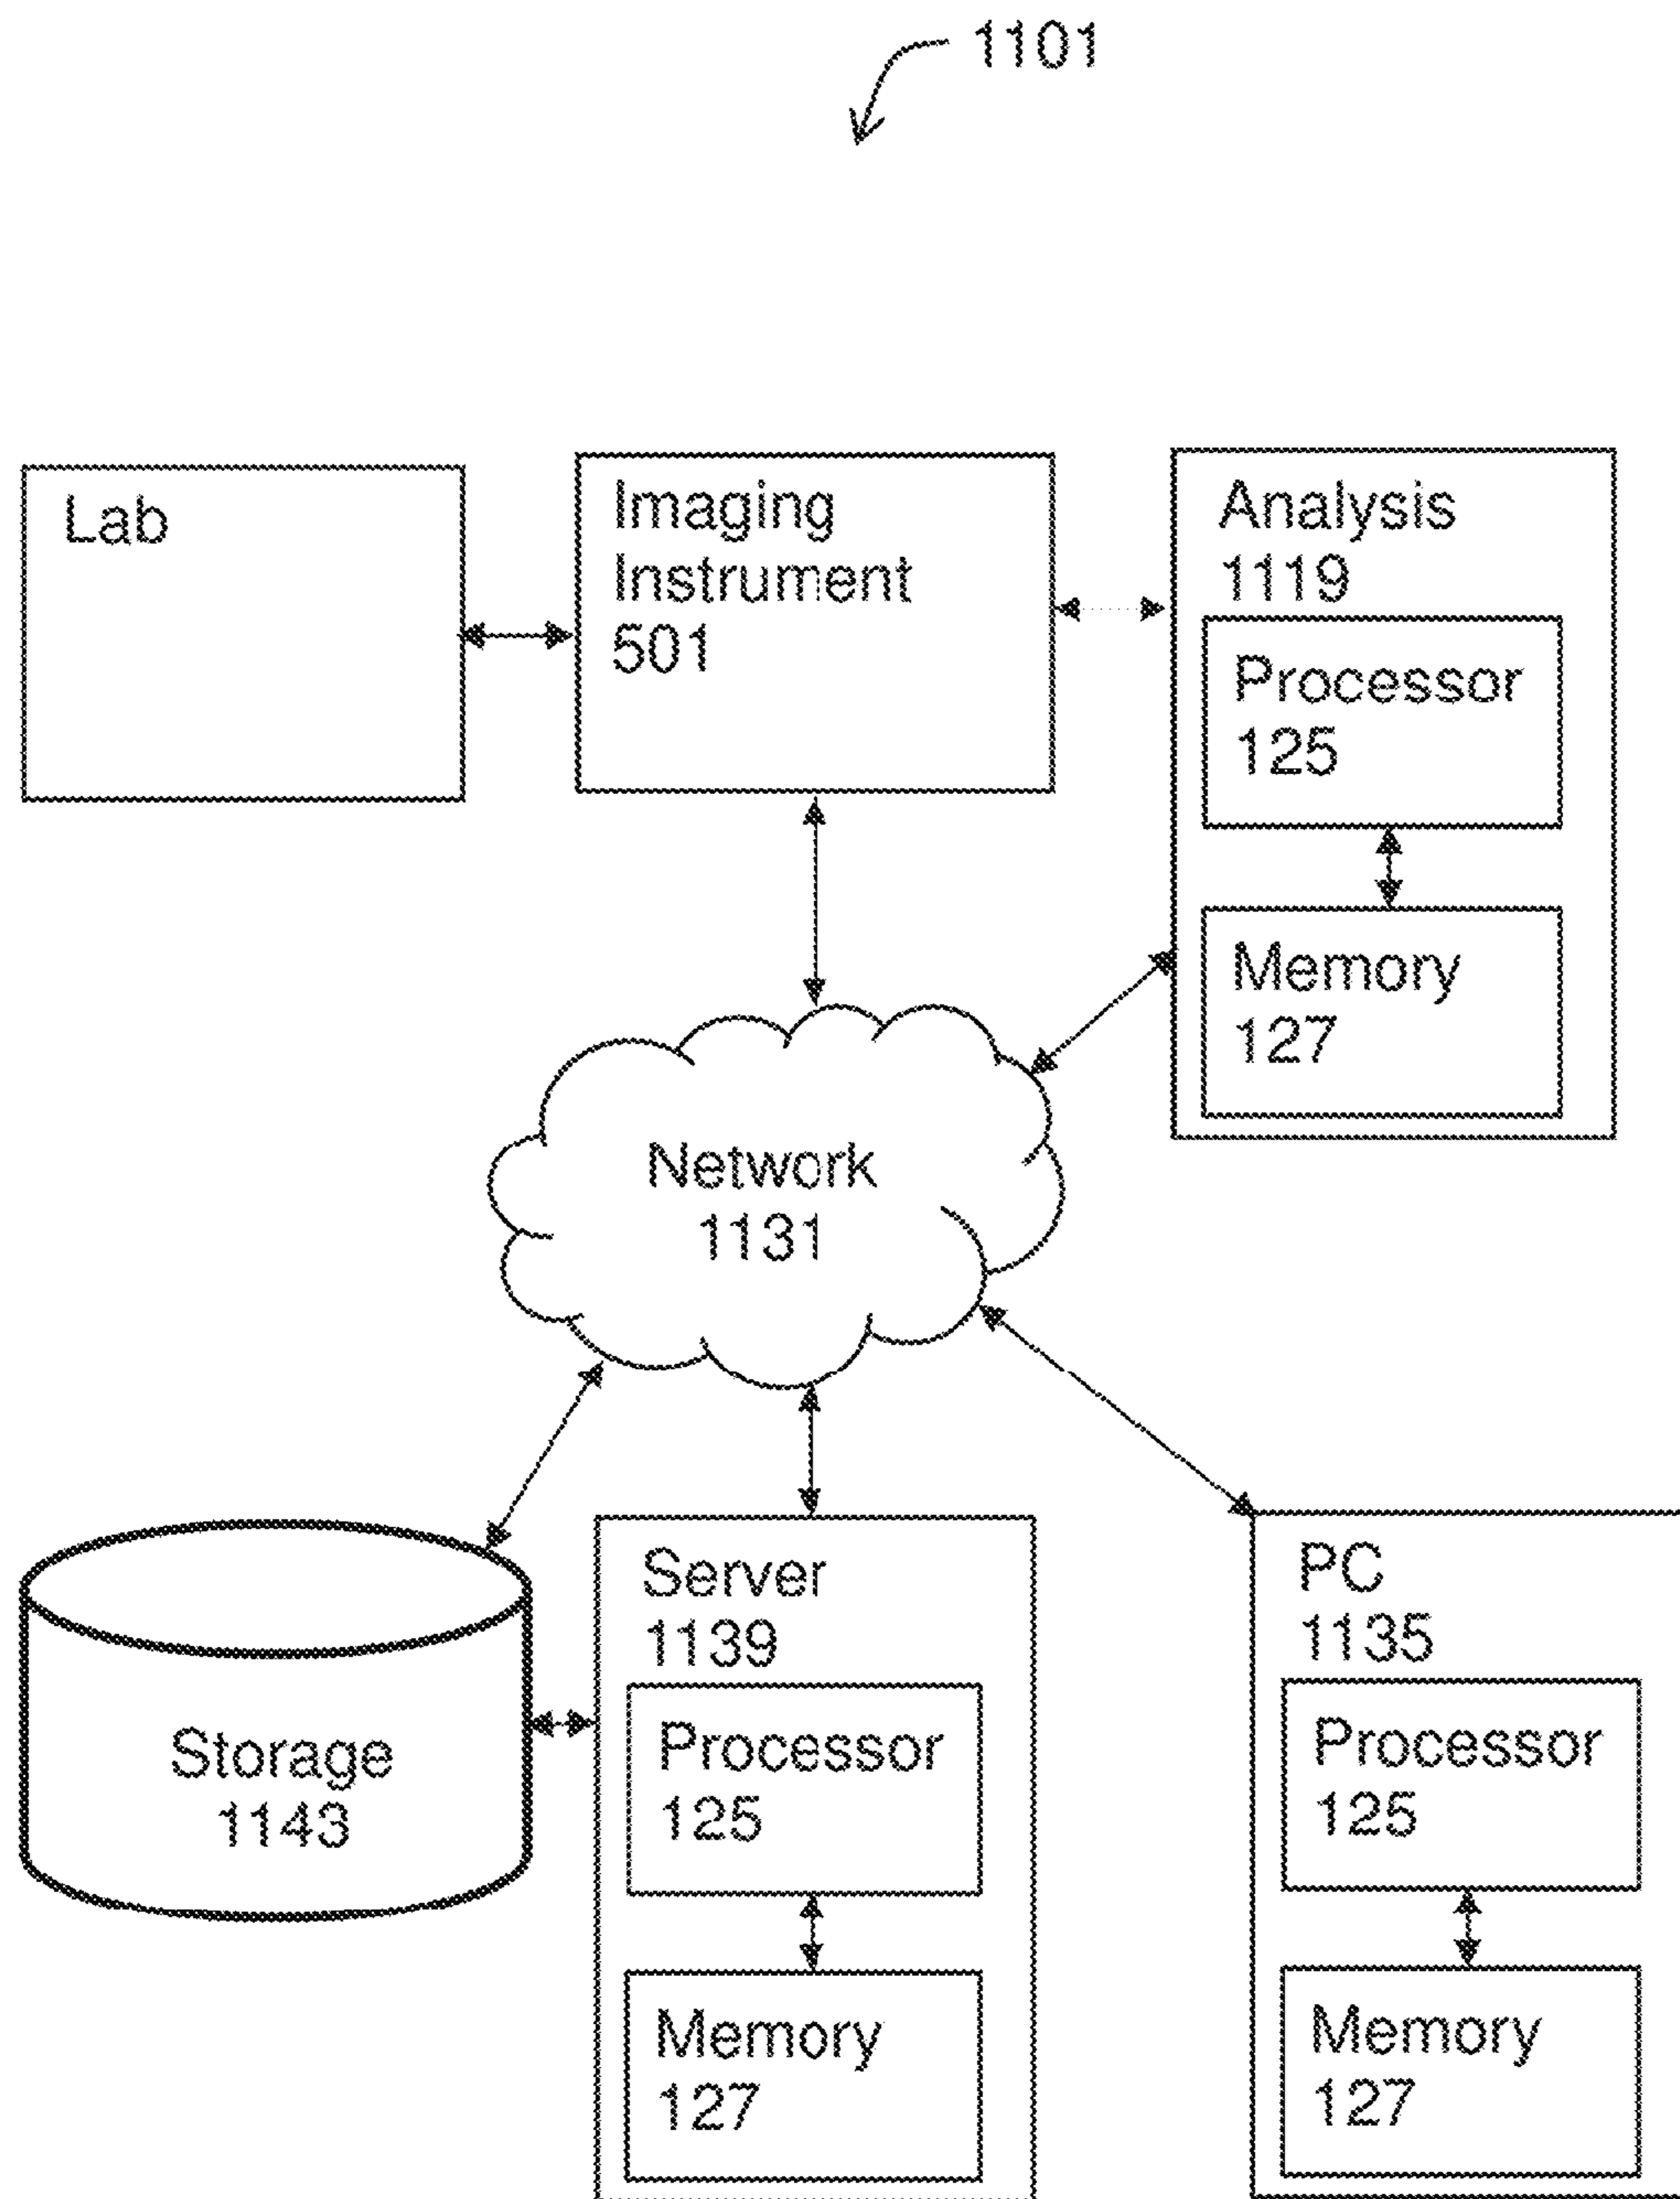 1101
Lab
Imaging
Instrument
501
Analysis
1119
Processor
125
Memory
127
Network
1131
Storage
1143
Server
1139
Processor
125
Memory
127
PC
1135
Processor
125
Memory
127